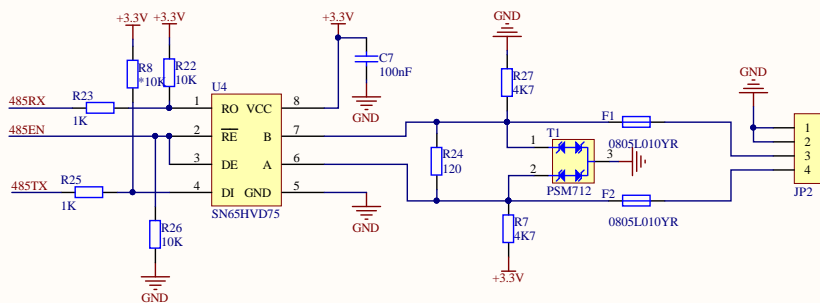 +3.3V
+3.3V
+3.3V
GND
R8
*10K
R22
10K
C7
100nF
R27
4K7
GND
U4
R23
485RX
1K
1
RO
VCC
8
GND
F1
0805L010YR
485EN
2
RE
B
7
T1
1
3
2
PSM712
R24
120
3
DE
A
6
485TX
R25
1K
4
DI
GND
5
SN65HVD75
GND
F2
0805L010YR
1
2
3
4
JP2
R26
10K
GND
R7
4K7
+3.3V